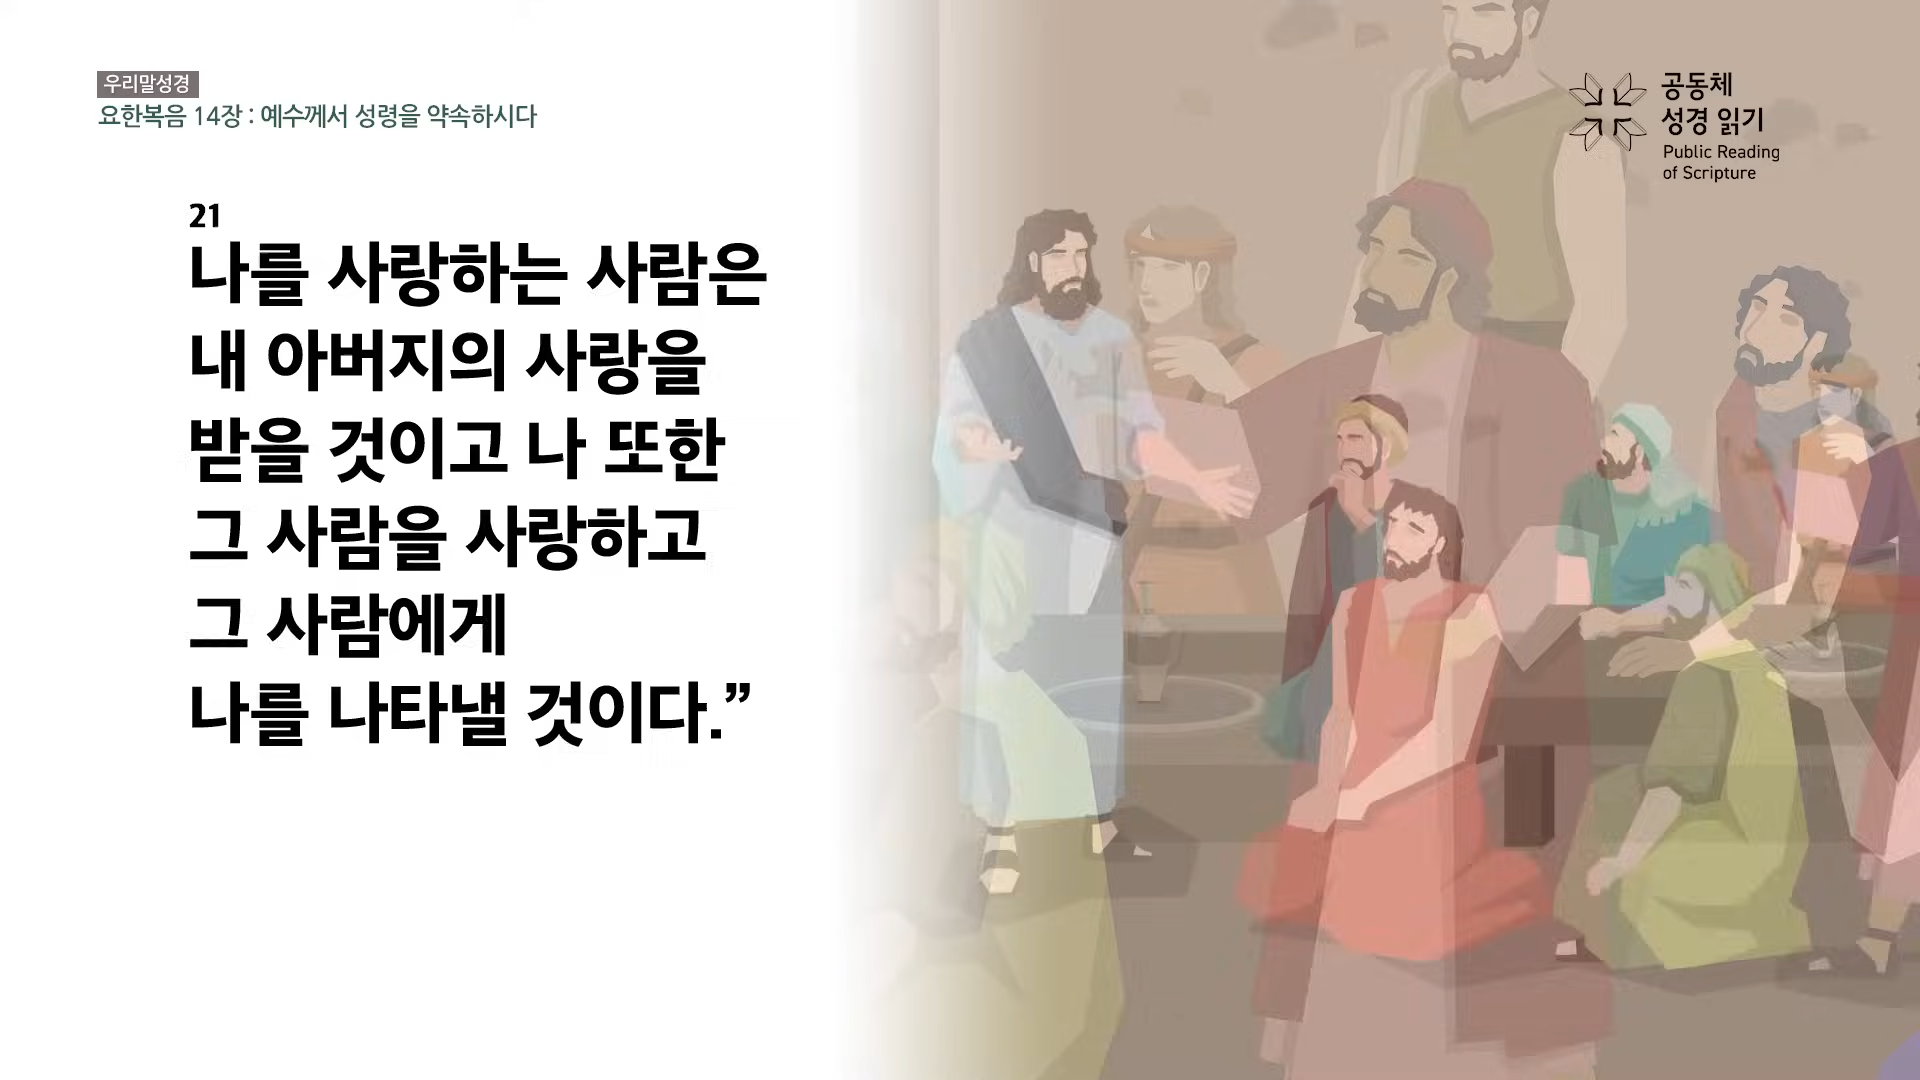 우리말성경
요한복음 14장 : 예수께서 성령을 약속하시다
공동체
성경 읽기
Public Reading
of Scripture
21
나를 사랑하는 사람은
내 아버지의 사랑을
받을 것이고 나 또한
그 사람을 사랑하고
그 사람에게
나를 나타낼 것이다.”